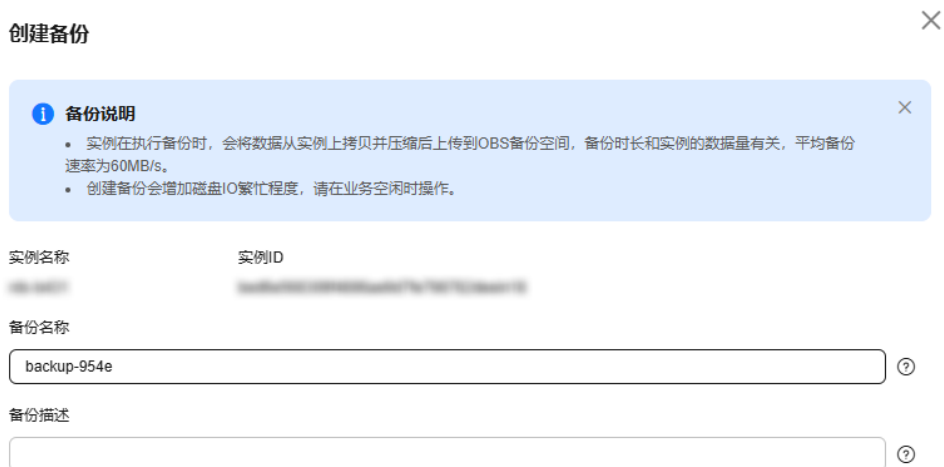 创建备份
备份说明
• 实例在执行备份时，会将数据从实例上拷贝并压缩后上传到OBS备份空间，备份时长和实例的数据量有关，平均备份
速率为60MB/s。
• 创建备份会增加磁盘IO繁忙程度，请在业务空闲时操作。
实例名称 实例ID
备份名称
backup-954e
备份描述